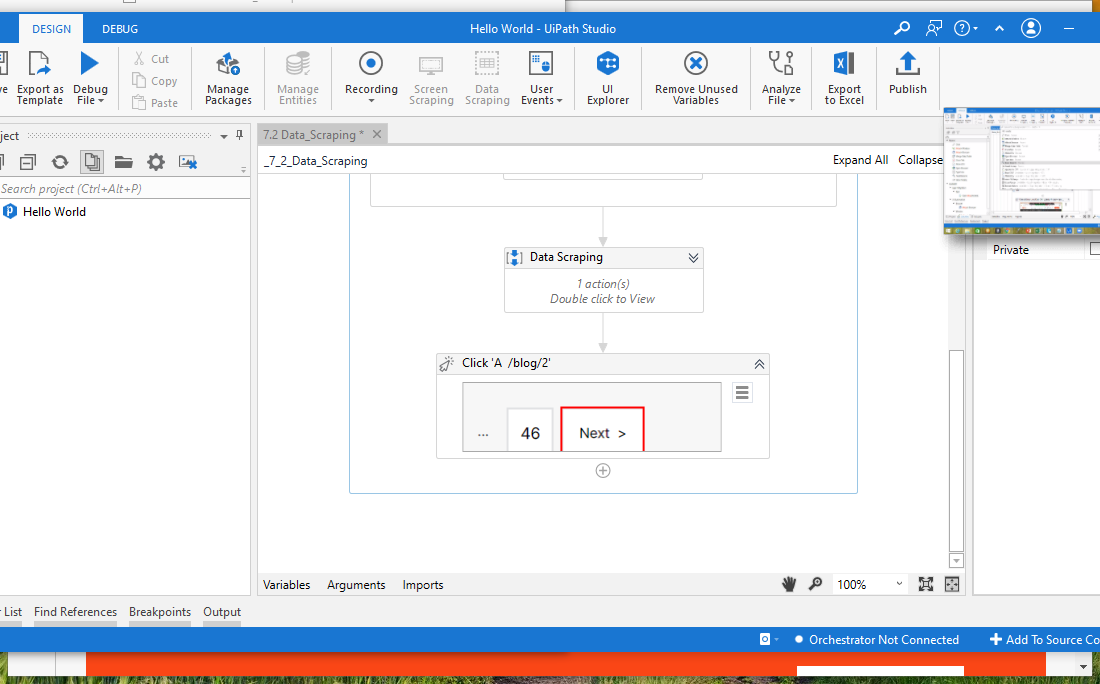 DESIGN DEBUG Hello World - UiPath Studio
Export as Template
Debug File
Cut
Copy
Paste
Manage Packages
Manage Entities
Recording
Screen Scraping
Data Scraping
User Events
UI Explorer
Remove Unused Variables
Analyze File
Export to Excel
Publish
ject
7.2 Data_Scraping *
_7_2_Data_Scraping
Expand All Collapse
Search project (Ctrl+Alt+P)
Hello World
Data Scraping
1 action(s)
Double click to View
Private
Click 'A /blog/2'
... 46 Next >
Variables Arguments Imports
100%
List Find References Breakpoints Output
Orchestrator Not Connected
Add To Source Co